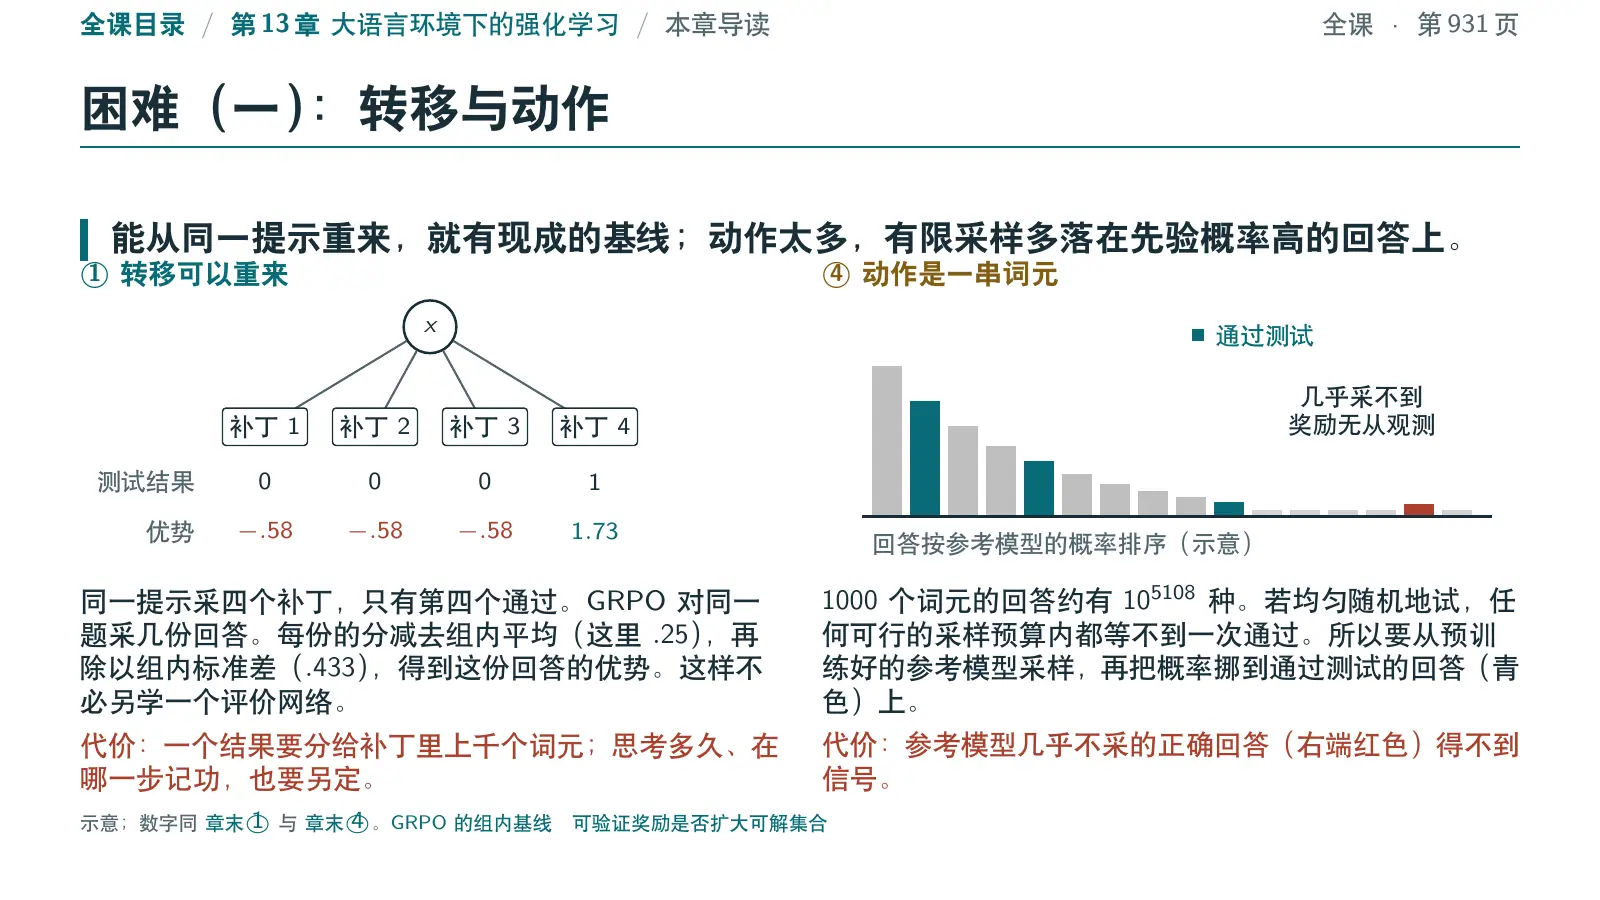 全课目录 / 第 13 章 大语言环境下的强化学习 / 本章导读
全课 · 第 931 页
困难（一）：转移与动作
能从同一提示重来，就有现成的基线；动作太多，有限采样多落在先验概率高的回答上。
① 转移可以重来
x
补丁 1 补丁 2 补丁 3 补丁 4
测试结果 0 0 0 1
优势 −.58 −.58 −.58 1.73
同一提示采四个补丁，只有第四个通过。GRPO 对同一
题采几份回答。每份的分减去组内平均（这里 .25），再
除以组内标准差（.433），得到这份回答的优势。这样不
必另学一个评价网络。
代价：一个结果要分给补丁里上千个词元；思考多久、在
哪一步记功，也要另定。
④ 动作是一串词元
通过测试
几乎采不到
奖励无从观测
回答按参考模型的概率排序（示意）
1000 个词元的回答约有 10^5108 种。若均匀随机地试，任
何可行的采样预算内都等不到一次通过。所以要从预训
练好的参考模型采样，再把概率挪到通过测试的回答（青
色）上。
代价：参考模型几乎不采的正确回答（右端红色）得不到
信号。
示意；数字同 章末① 与 章末④。GRPO 的组内基线 可验证奖励是否扩大可解集合